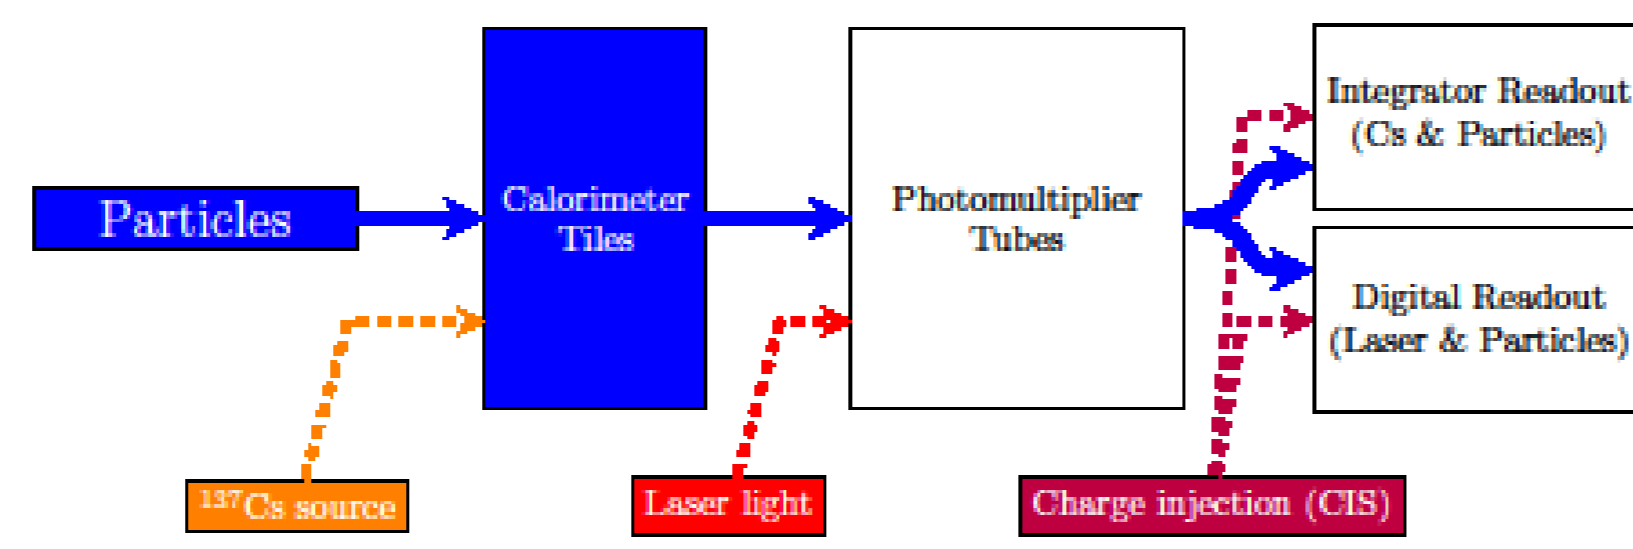 Particles
Calorimeter
Tiles
Photomultiplier
Tubes
Integrator Readout
(Cs & Particles)
Digital Readout
(Laser & Particles)
¹³⁷Cs source
Laser light
Charge injection (CIS)